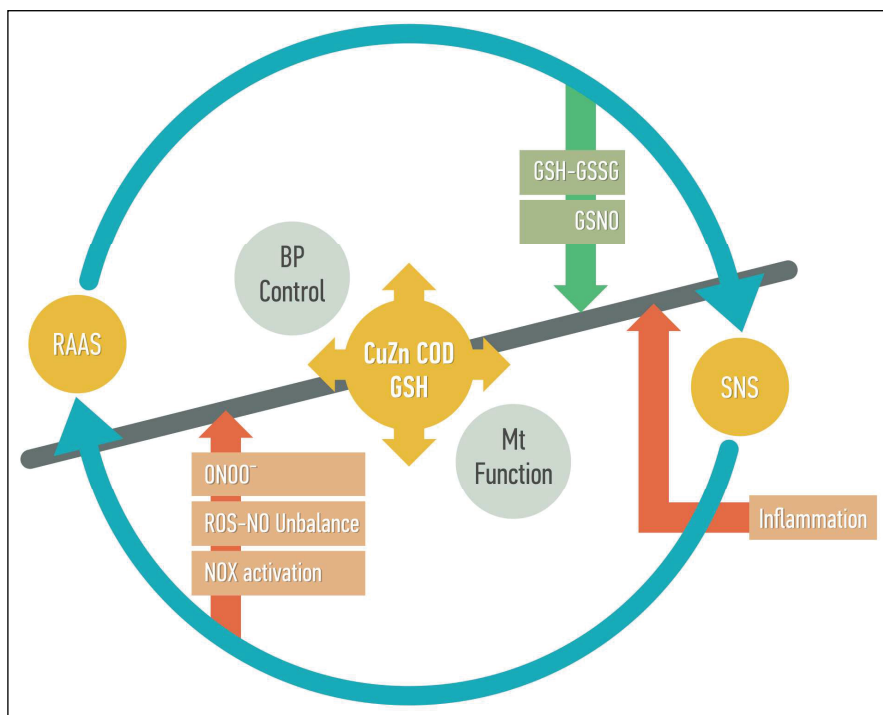 GSH-GSSG
GSNO
BP
Control
RAAS
CuZn COD
GSH
SNS
Mt
Function
ONOO⁻
ROS-NO Unbalance
NOX activation
Inflammation